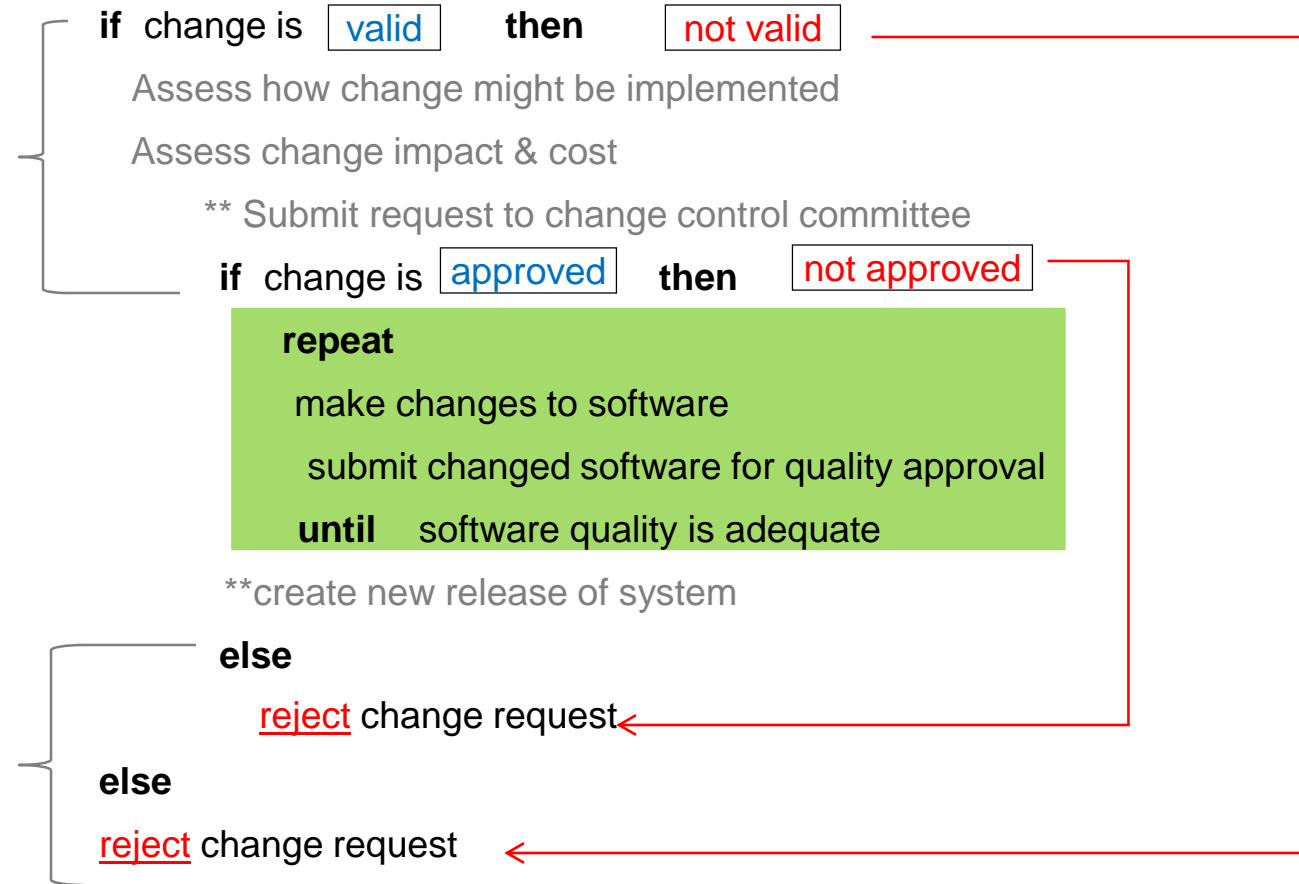 if change is valid then not valid
Assess how change might be implemented
Assess change impact & cost
** Submit request to change control committee
if change is approved then not approved
repeat
make changes to software
submit changed software for quality approval
until software quality is adequate
**create new release of system
else
reject change request
else
reject change request